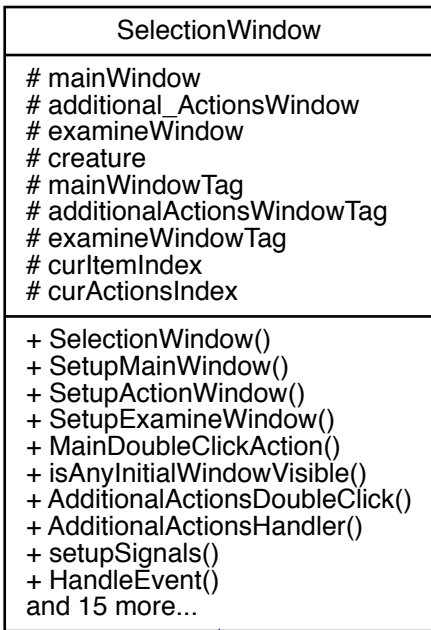 SelectionWindow
# mainWindow
# additional_ActionsWindow
# examineWindow
# creature
# mainWindowTag
# additionalActionsWindowTag
# examineWindowTag
# curItemIndex
# curActionsIndex
+ SelectionWindow()
+ SetupMainWindow()
+ SetupActionWindow()
+ SetupExamineWindow()
+ MainDoubleClickAction()
+ isAnyInitialWindowVisible()
+ AdditionalActionsDoubleClick()
+ AdditionalActionsHandler()
+ setupSignals()
+ HandleEvent()
and 15 more...